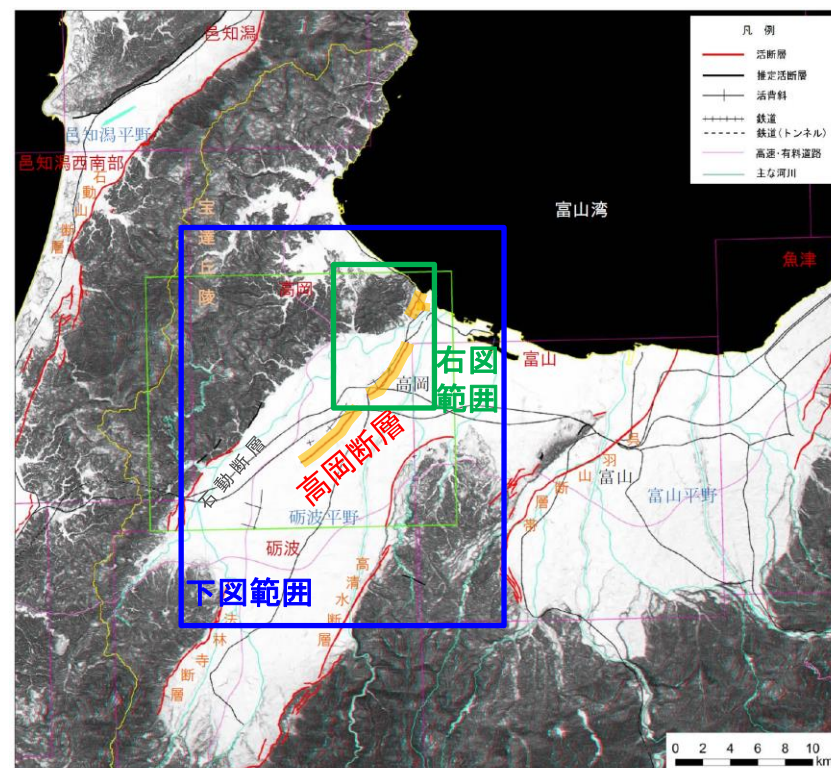 凡 例
活断層
推定活断層
活背斜
鉄道
鉄道(トンネル)
高速・有料道路
主な河川
邑知潟
邑知潟平野
邑知潟西南部
石動山断層
宝達丘陵
富山湾
魚津
高岡
富山
右図
範囲
高岡
高岡断層
石動断層
呉羽山断層帯
富山
富山平野
砺波平野
砺波
下図範囲
高清水断層
法林寺断層
0 2 4 6 8 10
km